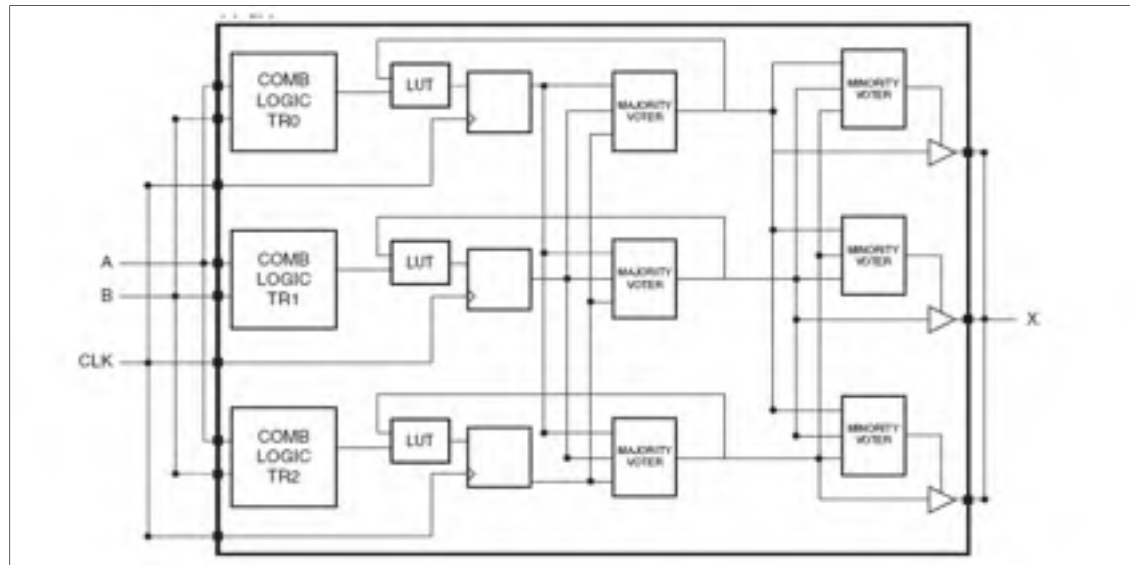 COMB
LOGIC
TR0
LUT
MAJORITY
VOTER
MINORITY
VOTER
A
B
CLK
COMB
LOGIC
TR1
LUT
MAJORITY
VOTER
MINORITY
VOTER
X
COMB
LOGIC
TR2
LUT
MAJORITY
VOTER
MINORITY
VOTER